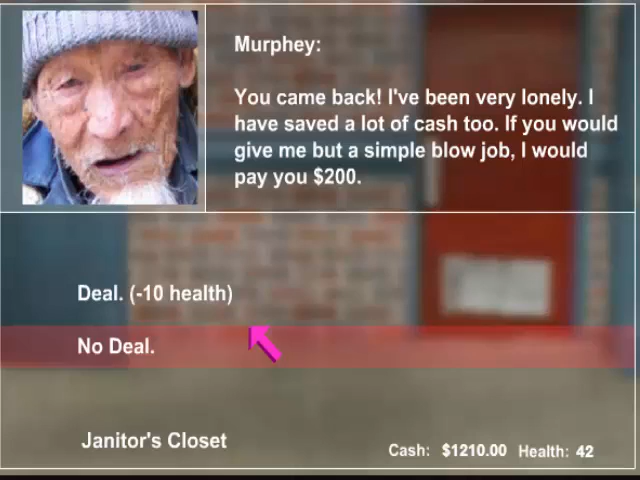 Murphey:
You came back! I've been very lonely. I
have saved a lot of cash too. If you would
give me but a simple blow job, I would
pay you $200.
Deal. (-10 health)
No Deal.
Janitor's Closet
Cash: $1210.00 Health: 42